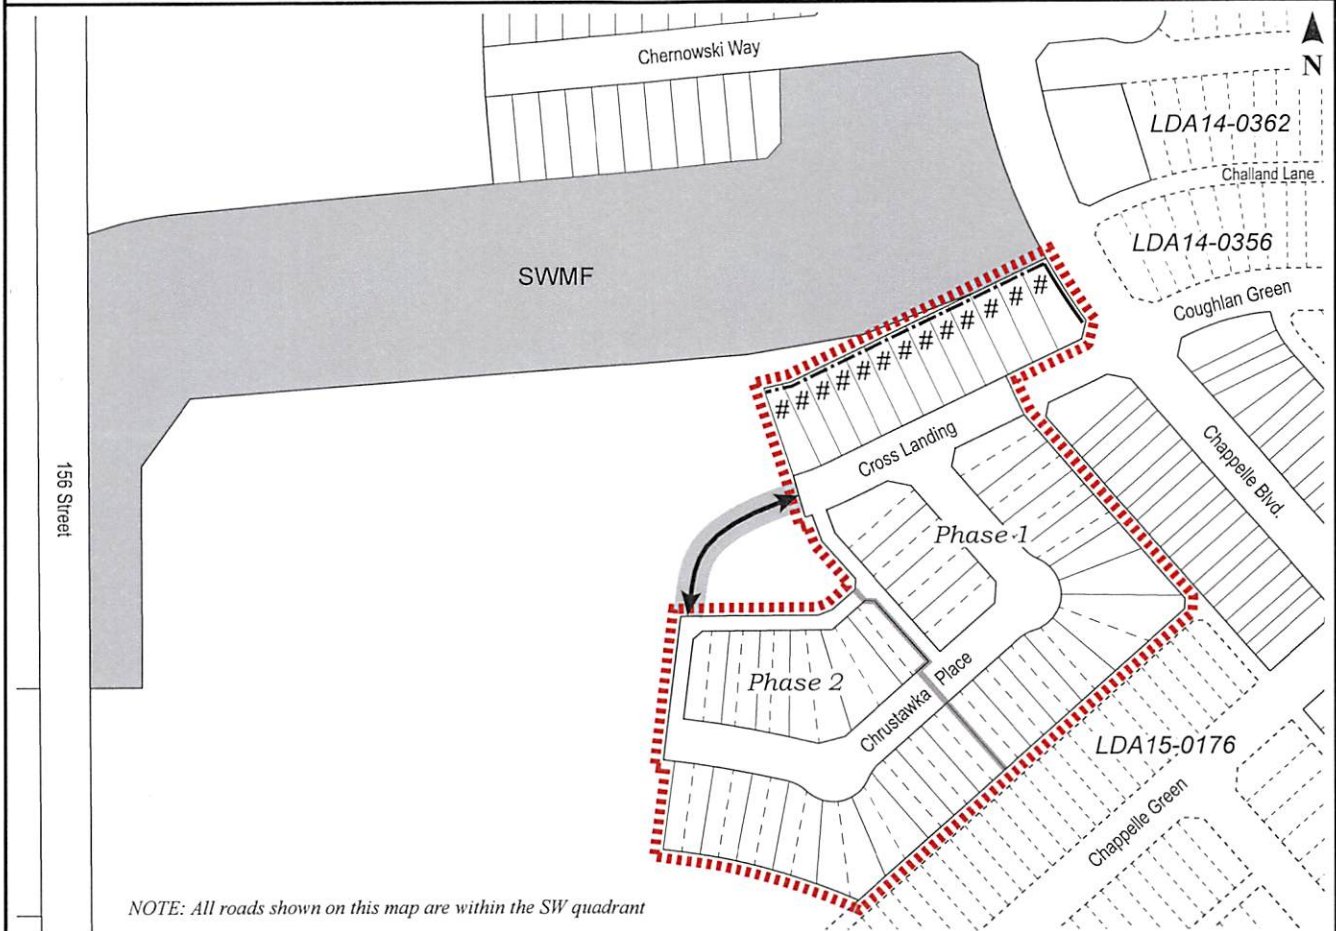 Chernowski Way
N
LDA14-0362
Challand Lane
LDA14-0356
SWMF
Coughlan Green
# # # # # # # # # # # #
Cross Landing
Chappelle Blvd.
156 Street
Phase 1
Phase 2
Chrustawka Place
LDA15-0176
Chappelle Green
NOTE: All roads shown on this map are within the SW quadrant